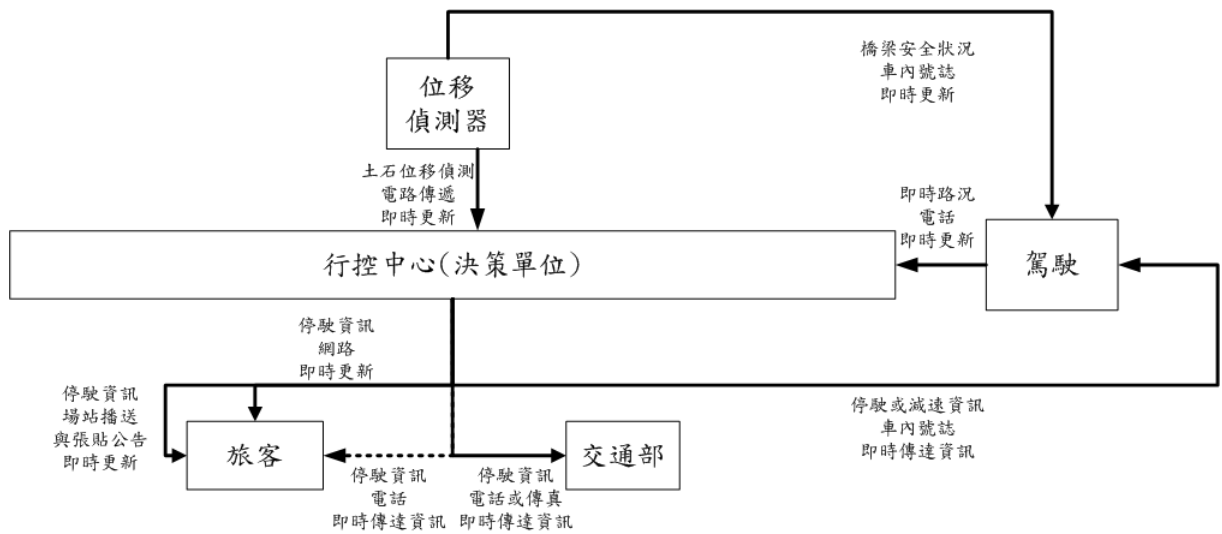 位移
偵測器
橋梁安全狀況
車內號誌
即時更新
土石位移偵測
電路傳遞
即時更新
即時路況
電話
即時更新
行控中心(決策單位)
駕駛
停駛資訊
網路
即時更新
停駛資訊
場站播送
與張貼公告
即時更新
停駛或減速資訊
車內號誌
即時傳達資訊
旅客
交通部
停駛資訊
電話
即時傳達資訊
停駛資訊
電話或傳真
即時傳達資訊